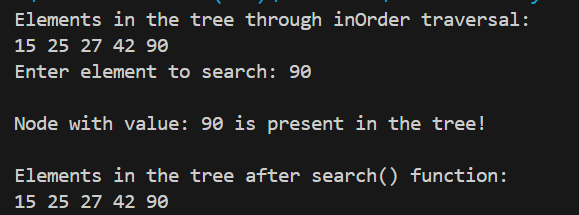 Elements in the tree through inOrder traversal:
15 25 27 42 90
Enter element to search: 90
Node with value: 90 is present in the tree!
Elements in the tree after search() function:
15 25 27 42 90